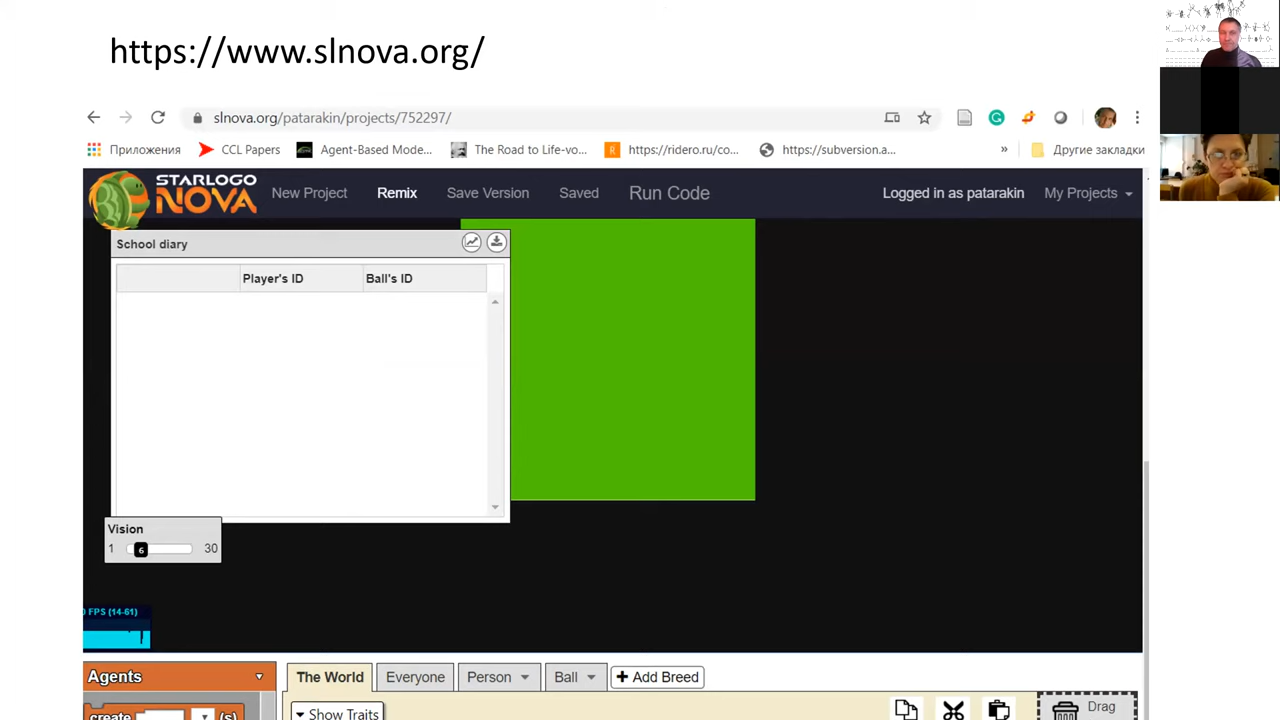 https://www.slnova.org/
slnova.org/patarakin/projects/752297/
Приложения CCL Papers Agent-Based Mode... The Road to Life-vo... https://ridero.ru/co... https://subversion.a... » Другие закладки
STARLOGO
NOVA
New Project Remix Save Version Saved Run Code Logged in as patarakin My Projects
School diary
Player's ID Ball's ID
Vision
1 6 30
FPS (14-61)
Agents The World Everyone Person Ball + Add Breed
create (s) Show Traits Drag